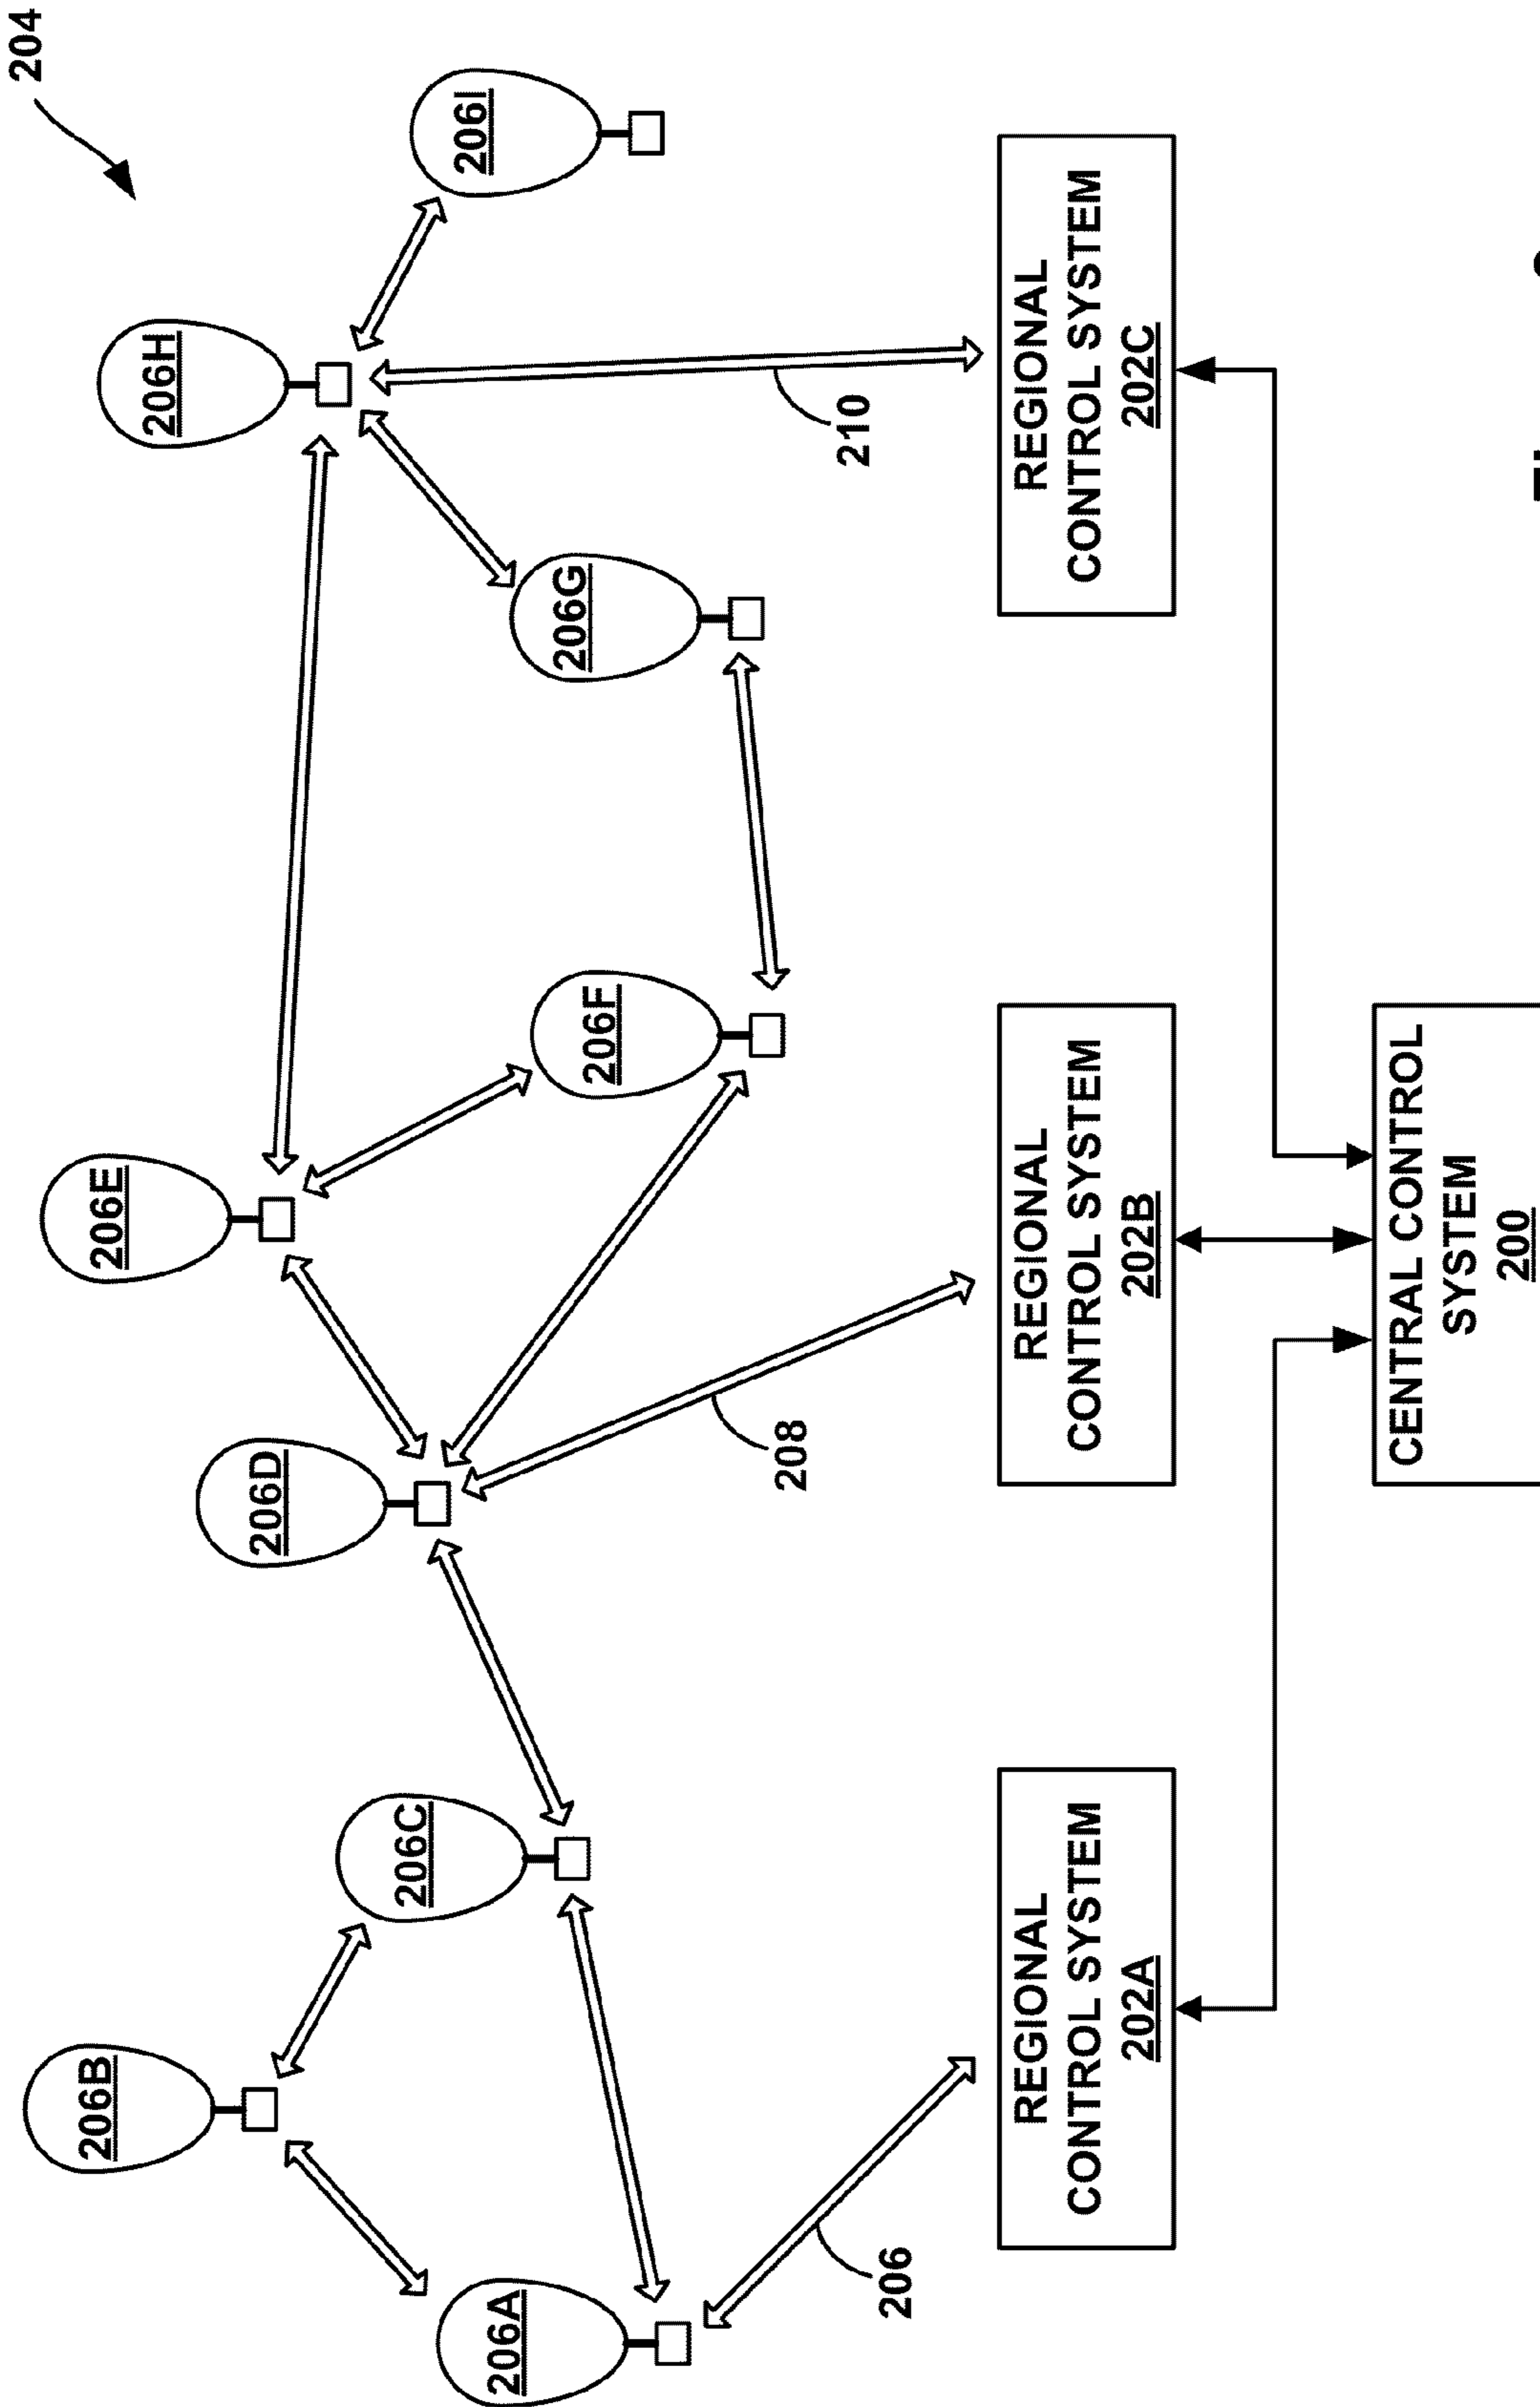 204
206B
206E
206H
206D
206C
206I
206A
206F
206G
206
208
210
REGIONAL
CONTROL SYSTEM
202A
REGIONAL
CONTROL SYSTEM
202B
REGIONAL
CONTROL SYSTEM
202C
CENTRAL CONTROL
SYSTEM
200